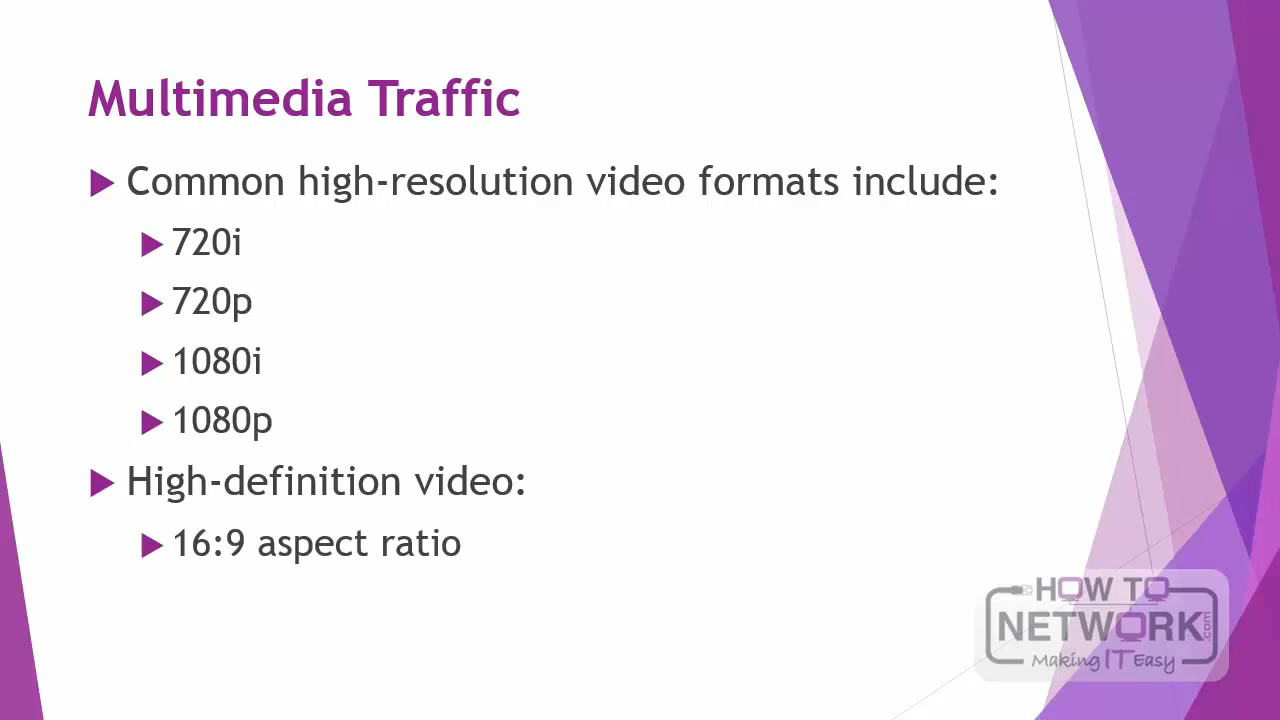 Multimedia Traffic
Common high-resolution video formats include:
720i
720p
1080i
1080p
High-definition video:
16:9 aspect ratio
HOW TO
NETWORK.com
Making IT Easy